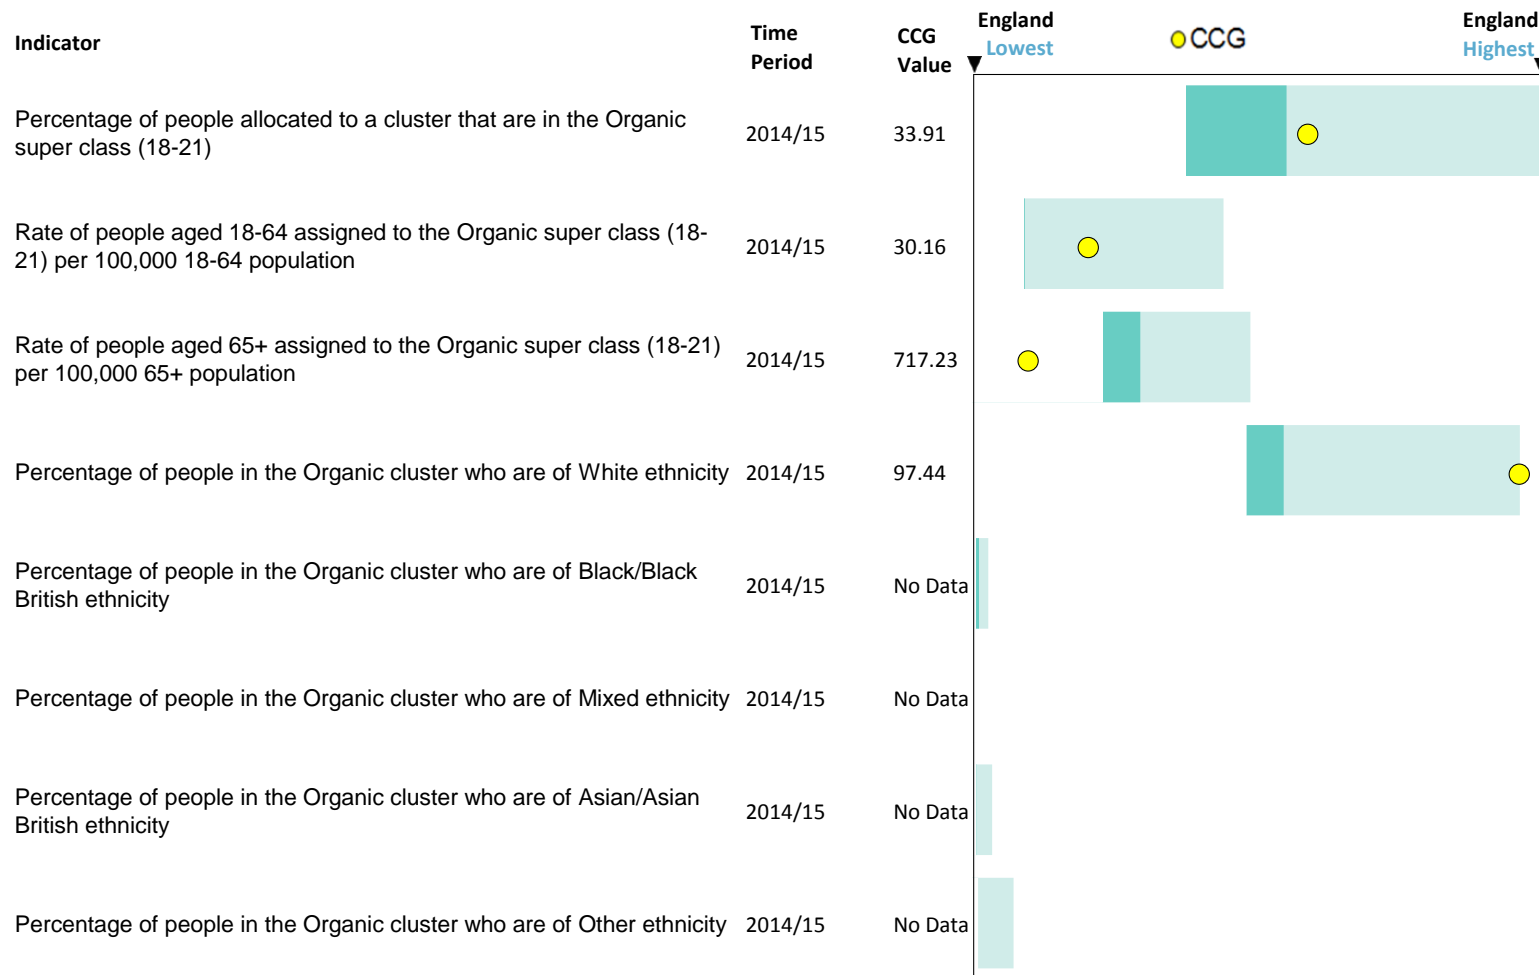 Indicator
Time
Period
CCG
Value
England
Lowest
CCG
England
Highest
Percentage of people allocated to a cluster that are in the Organic
super class (18-21)
2014/15
33.91
Rate of people aged 18-64 assigned to the Organic super class (18-
21) per 100,000 18-64 population
2014/15
30.16
Rate of people aged 65+ assigned to the Organic super class (18-21)
per 100,000 65+ population
2014/15
717.23
Percentage of people in the Organic cluster who are of White ethnicity
2014/15
97.44
Percentage of people in the Organic cluster who are of Black/Black
British ethnicity
2014/15
No Data
Percentage of people in the Organic cluster who are of Mixed ethnicity
2014/15
No Data
Percentage of people in the Organic cluster who are of Asian/Asian
British ethnicity
2014/15
No Data
Percentage of people in the Organic cluster who are of Other ethnicity
2014/15
No Data